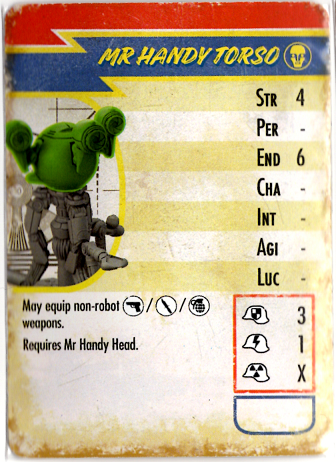 MR HANDY TORSO
STR 4
PER -
END 6
CHA -
INT -
AGI -
LUC -
May equip non-robot / /
weapons.
Requires Mr Handy Head.
3
1
X